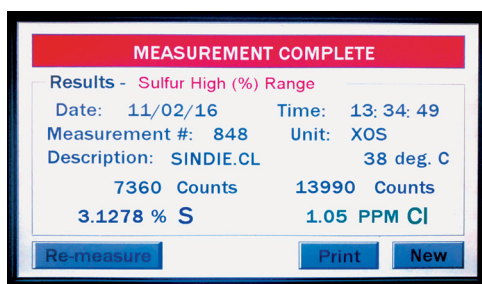 MEASUREMENT COMPLETE
Results - Sulfur High (%) Range
Date: 11/02/16 Time: 13: 34: 49
Measurement #: 848 Unit: XOS
Description: SINDIE.CL 38 deg. C
7360 Counts 13990 Counts
3.1278 % S 1.05 PPM Cl
Re-measure Print New